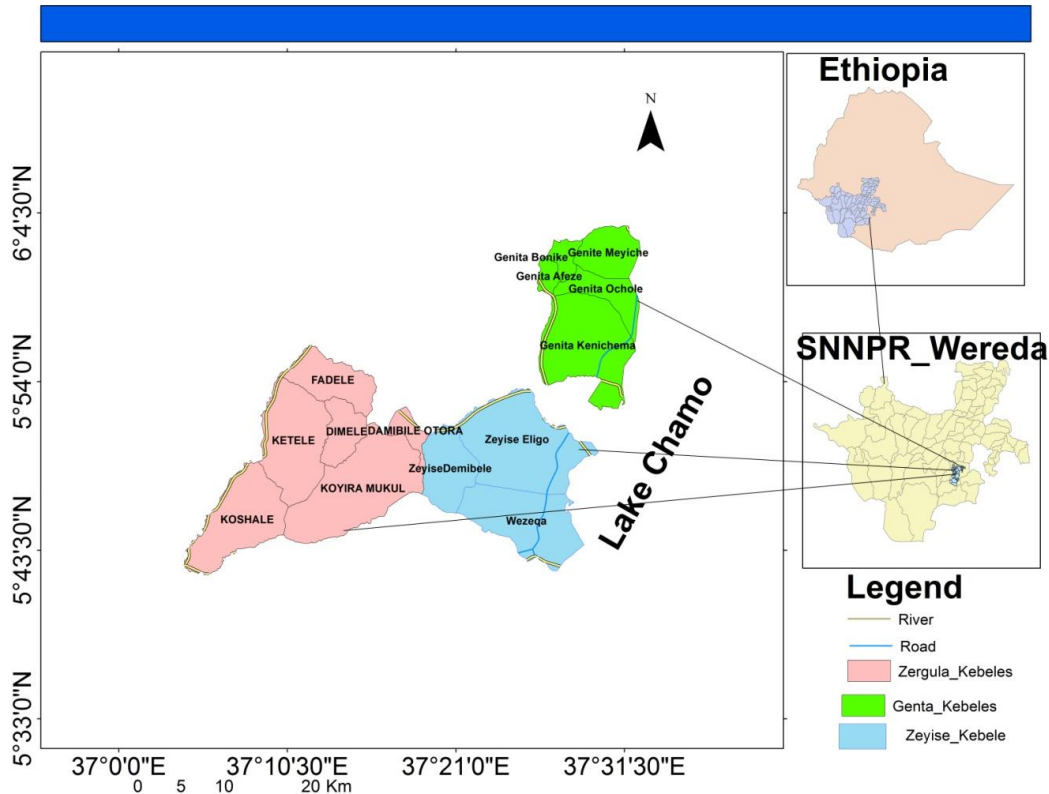 Ethiopia
N
6°4'30"N
Genita Bonike
Genite Meyiche
Genita Afeze
Genita Ochole
Genita Kenichema
SNNPR_Wereda
5°54'0"N
FADELE
KETELE
DIMELE
DAMIBILE OTORA
Zeyise Eligo
ZeyiseDemibele
KOYIRA MUKUL
KOSHALE
Wezeqa
Lake Chamo
5°43'30"N
Legend
River
Road
Zergula_Kebeles
Genta_Kebeles
Zeyise_Kebele
5°33'0"N
37°0'0"E
37°10'30"E
37°21'0"E
37°31'30"E
0 5 10 20 Km